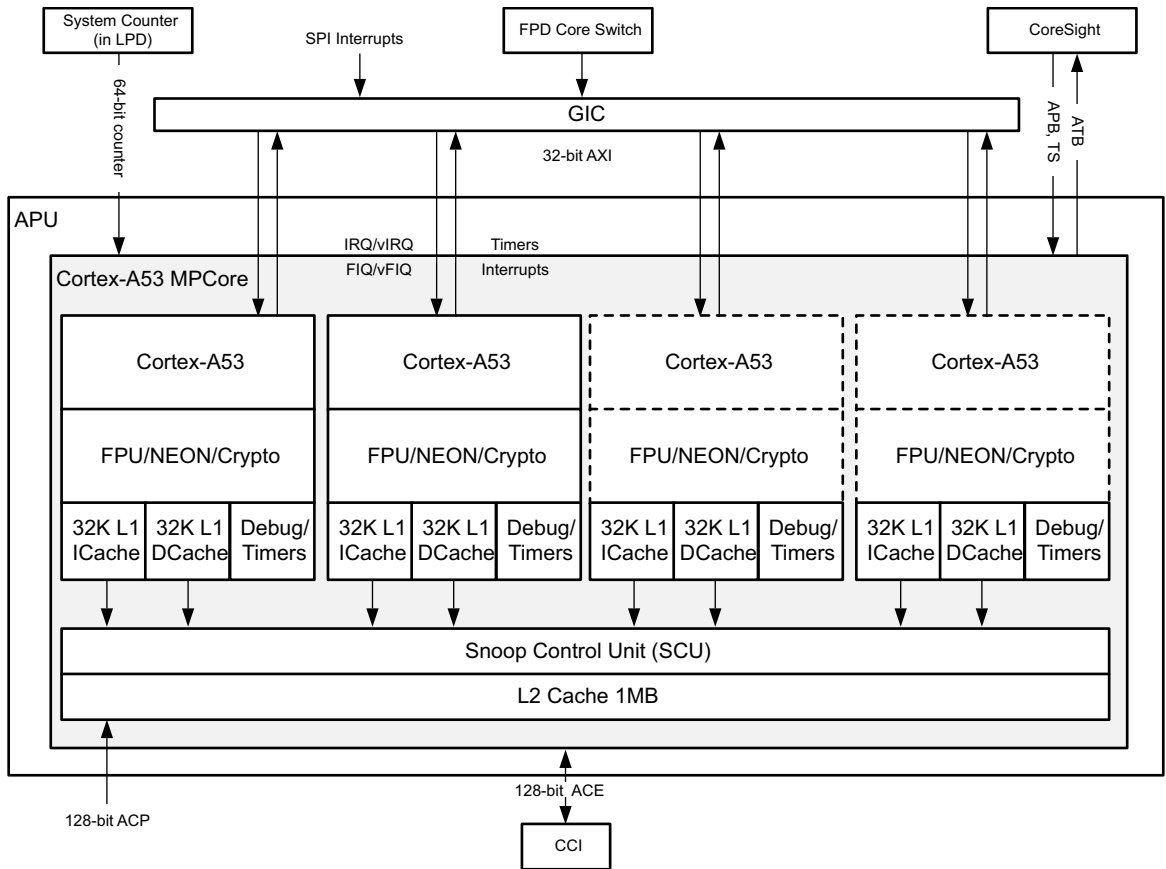 System Counter
(in LPD)
SPI Interrupts
FPD Core Switch
CoreSight
64-bit counter
GIC
32-bit AXI
APB, TS
ATB
APU
IRQ/vIRQ
FIQ/vFIQ
Timers
Interrupts
Cortex-A53 MPCore
Cortex-A53
Cortex-A53
Cortex-A53
Cortex-A53
FPU/NEON/Crypto
FPU/NEON/Crypto
FPU/NEON/Crypto
FPU/NEON/Crypto
32K L1
ICache
32K L1
DCache
Debug/
Timers
32K L1
ICache
32K L1
DCache
Debug/
Timers
32K L1
ICache
32K L1
DCache
Debug/
Timers
32K L1
ICache
32K L1
DCache
Debug/
Timers
Snoop Control Unit (SCU)
L2 Cache 1MB
128-bit ACP
128-bit ACE
CCI